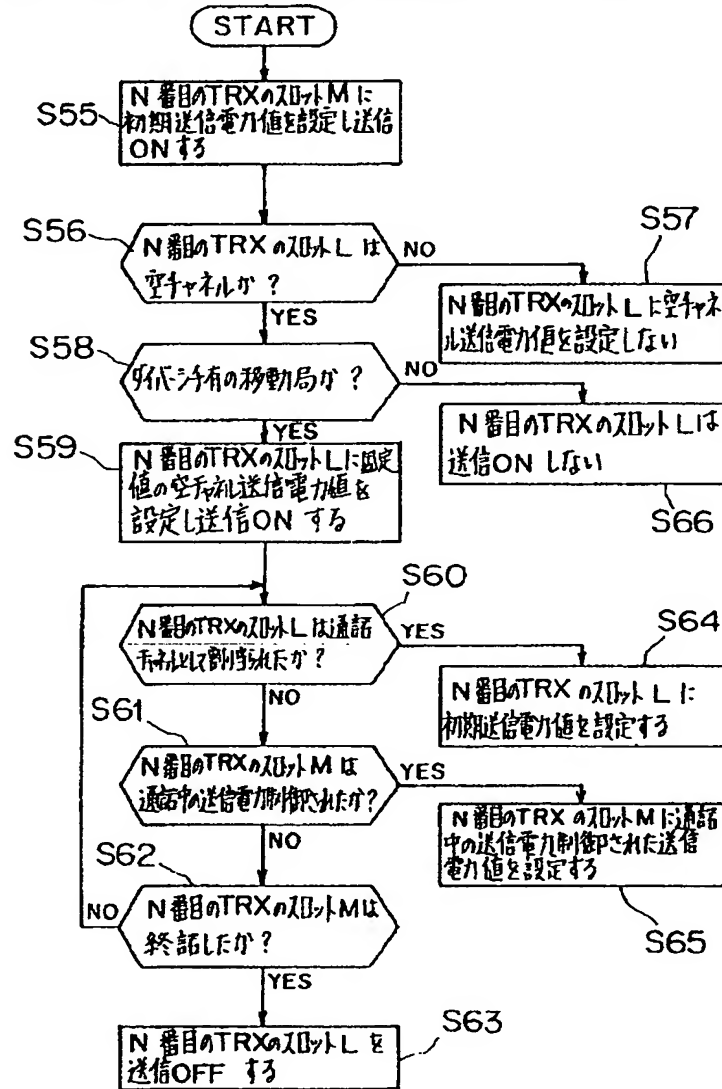 START
S55
N番目のTRXのスロットMに
初期送信電力値を設定し送信
ONする
S56
N番目のTRXのスロットLは
空チャネルか？
NO
YES
S57
N番目のTRXのスロットLに空チャネ
ル送信電力値を設定しない
S58
ダイバーシチ有の移動局か？
NO
YES
N番目のTRXのスロットLは
送信ONしない
S66
S59
N番目のTRXのスロットLに固定
値の空チャネル送信電力値を
設定し送信ONする
S60
N番目のTRXのスロットLは通話
チャネルとして割り当られたか？
YES
NO
S64
N番目のTRXのスロットLに
初期送信電力値を設定する
S61
N番目のTRXのスロットMは
通話中の送信電力制御されたか？
YES
NO
N番目のTRXのスロットMに通話
中の送信電力制御された送信
電力値を設定する
S65
S62
N番目のTRXのスロットMは
終話したか？
NO
YES
S63
N番目のTRXのスロットLを
送信OFFする